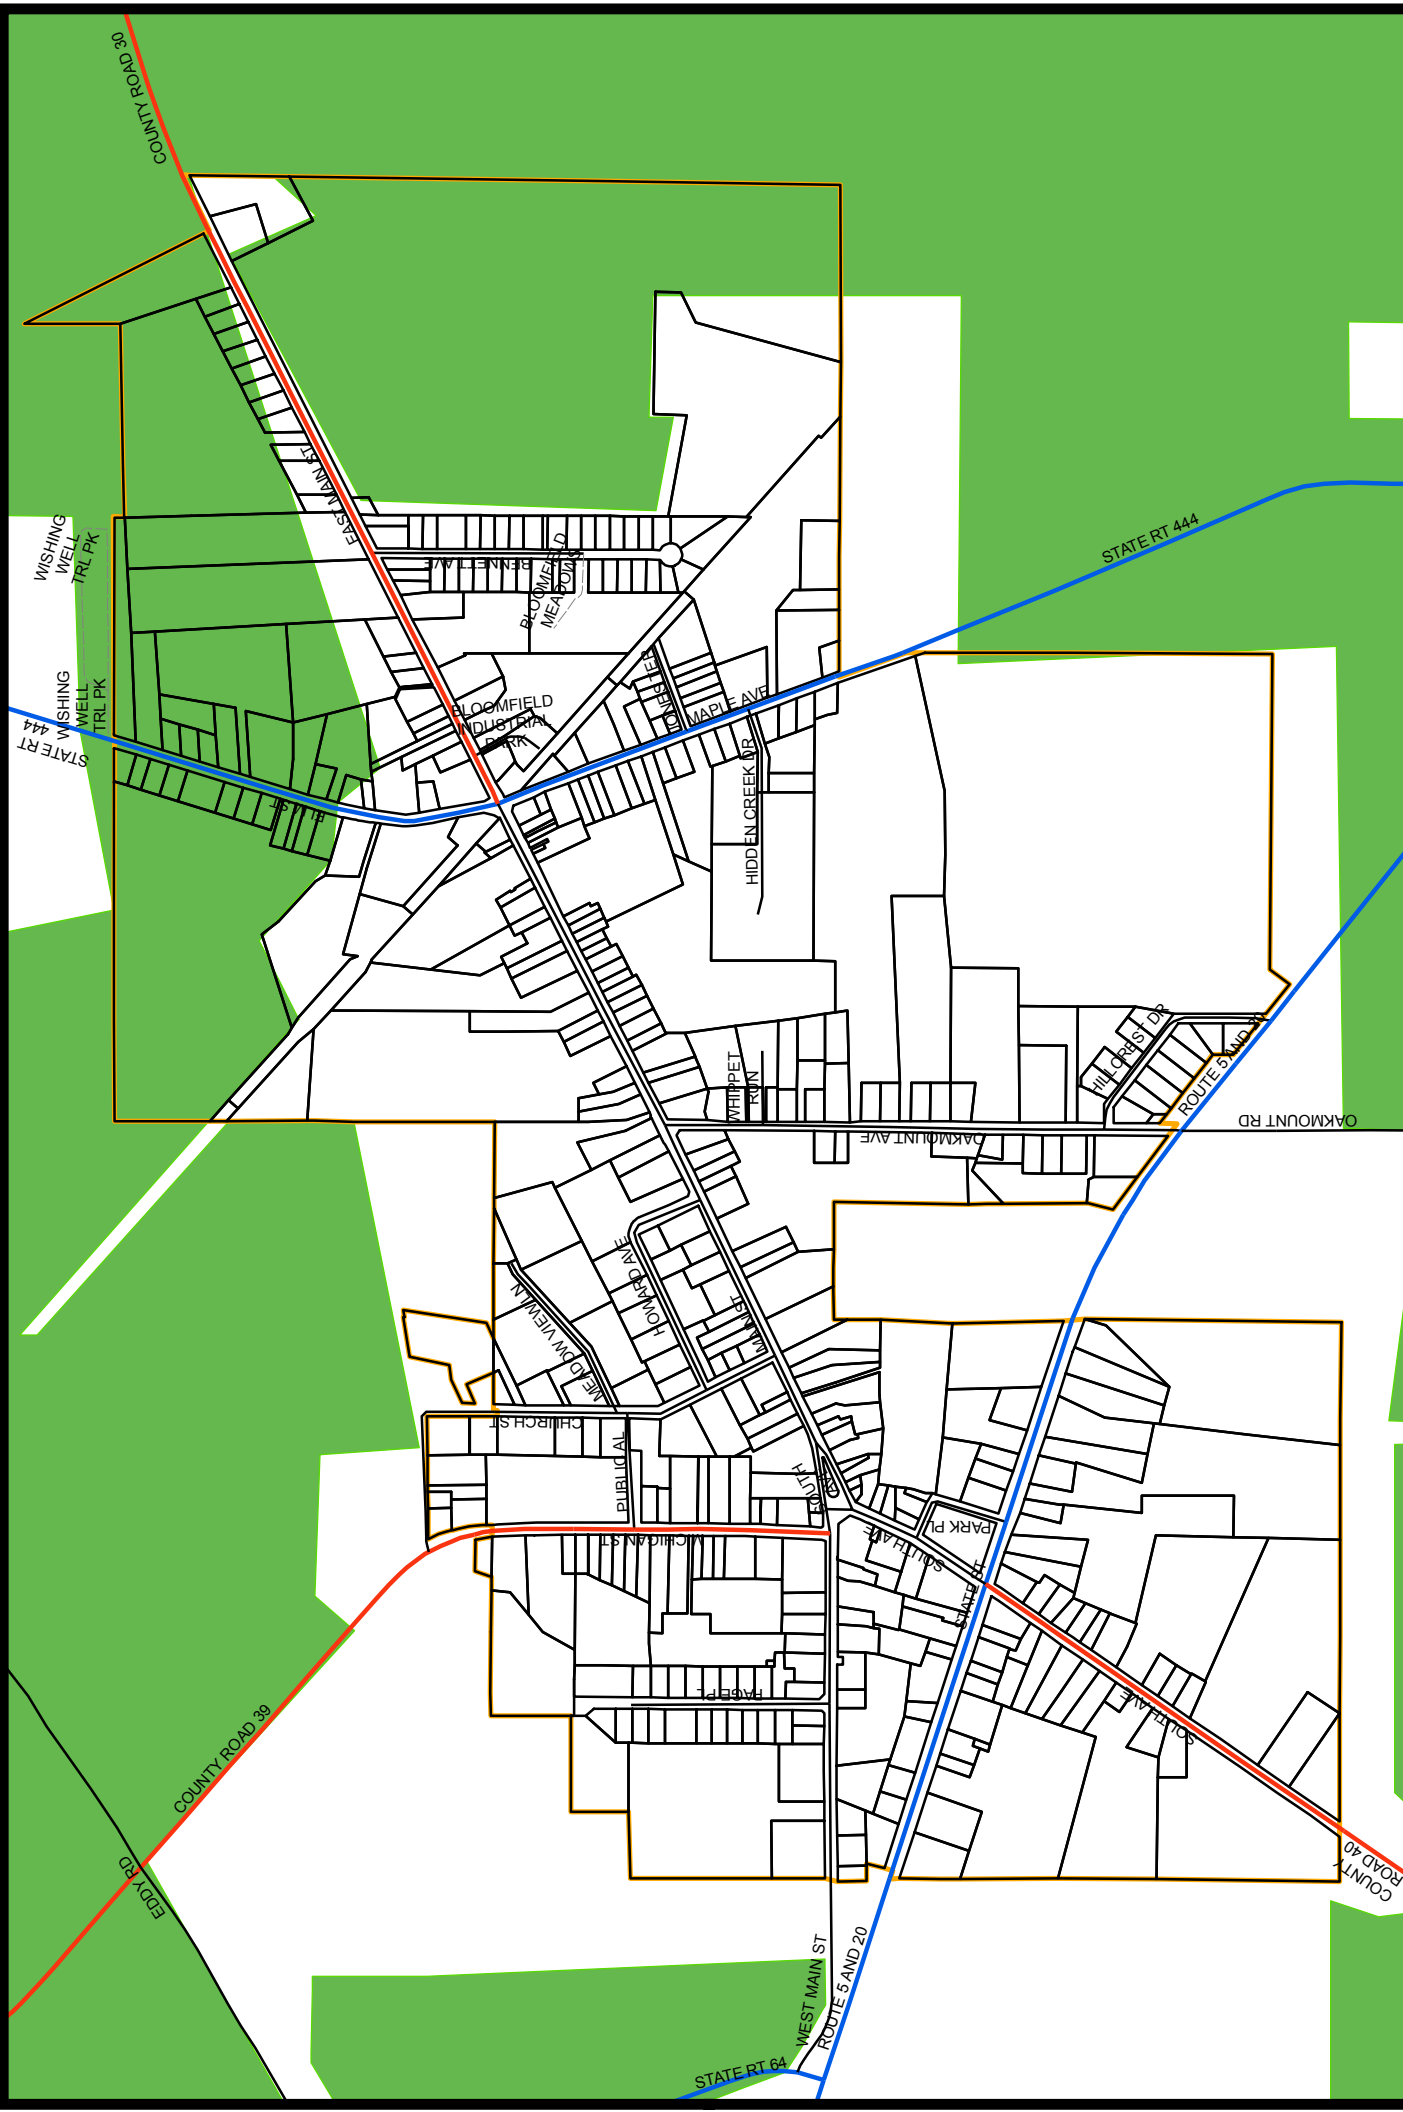 COUNTY ROAD 30
EAST MAIN ST
WISHING
WELL
TRL PK
BENNETT AVE
BLOOMFIELD
MEADOWS
STATE RT 444
WISHING
WELL
TRL PK
STATE RT
444
BLOOMFIELD
INDUSTRIAL
PARK
JONES TER
MAPLE AVE
ELM ST
HIDDEN CREEK DR
HILLCREST DR
ROUTE 5 AND 20
WHIPPET
RUN
OAKMOUNT AVE
OAKMOUNT RD
HOWARD AVE
MEADOW VIEW LN
MAIN ST
CHURCH ST
PUBLIC AL
SOUTH
AVE
MICHIGAN ST
PARK PL
SOUTH AVE
STATE ST
PAGE PL
SOUTH AVE
COUNTY ROAD 39
EDDY RD
COUNTY
ROAD 40
WEST MAIN ST
ROUTE 5 AND 20
STATE RT 64